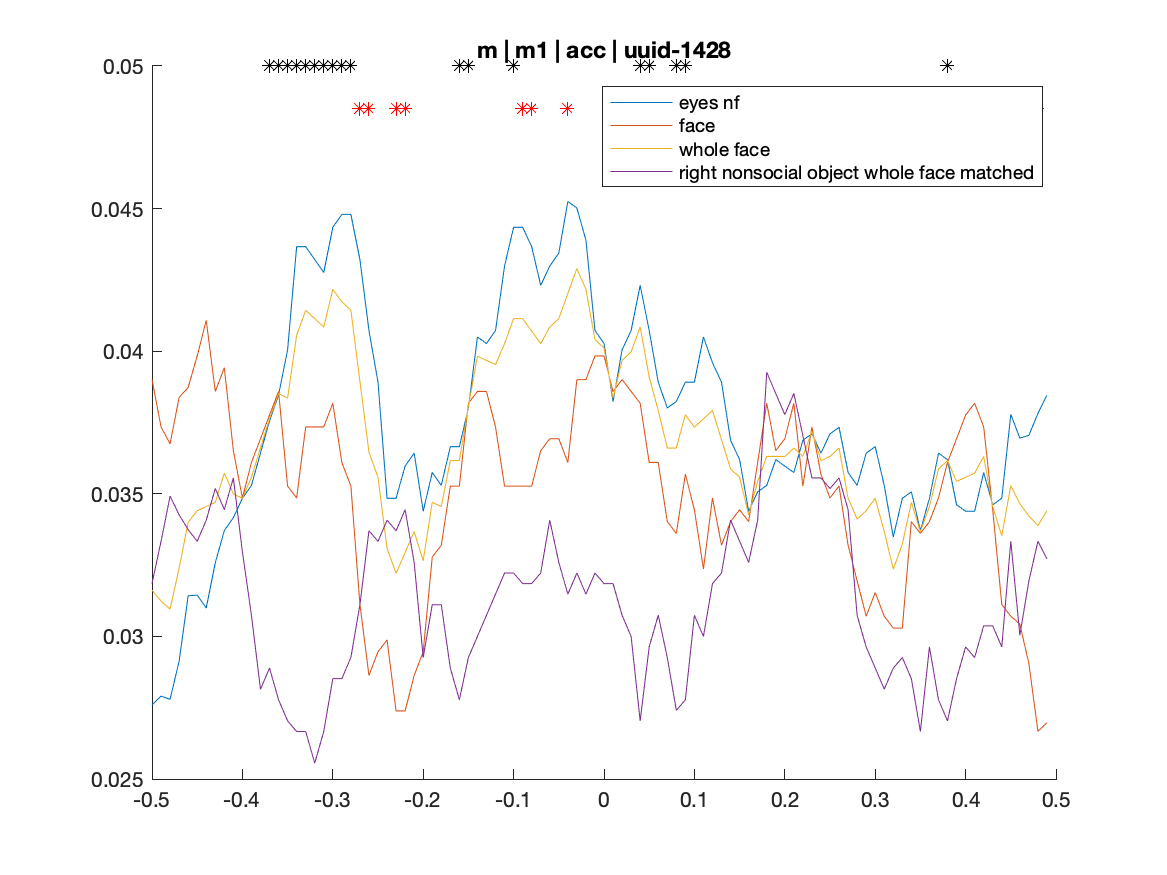 m | m1 | acc | uuid-1428
0.05
0.045
0.04
0.035
0.03
0.025
eyes nf
face
whole face
right nonsocial object whole face matched
-0.5 -0.4 -0.3 -0.2 -0.1 0 0.1 0.2 0.3 0.4 0.5